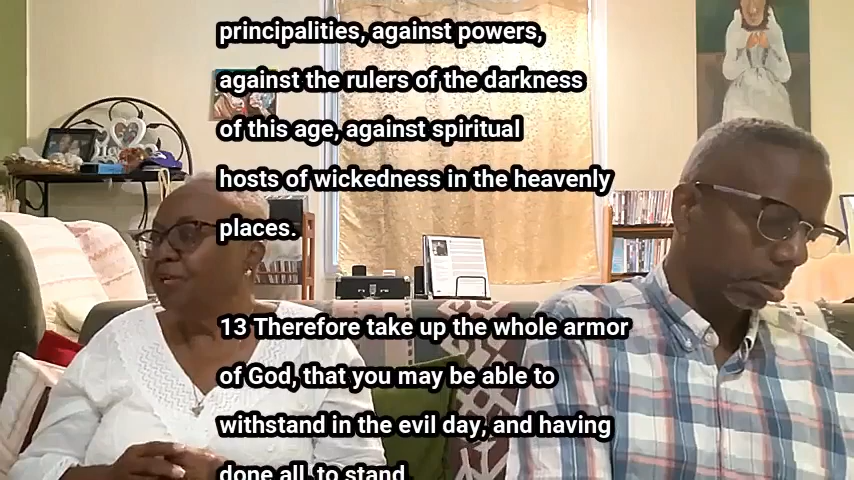 principalities, against powers,
against the rulers of the darkness
of this age, against spiritual
hosts of wickedness in the heavenly
places.
13 Therefore take up the whole armor
of God, that you may be able to
withstand in the evil day, and having
done all, to stand